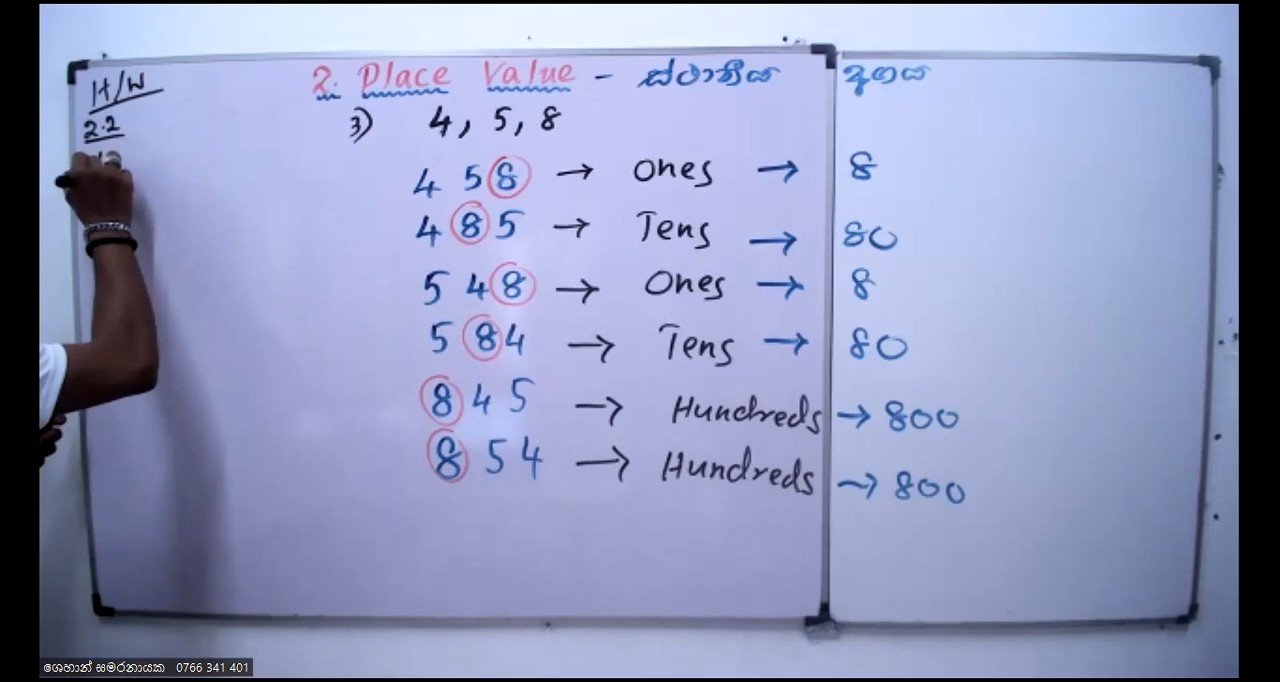 H/W
2.2
2. Place Value - ස්ථානීය අගය
3) 4, 5, 8
4 5 8 → Ones → 8
4 8 5 → Tens → 80
5 4 8 → Ones → 8
5 8 4 → Tens → 80
8 4 5 → Hundreds → 800
8 5 4 → Hundreds → 800
ශෙහාන් සමරනායක 0766 341 401